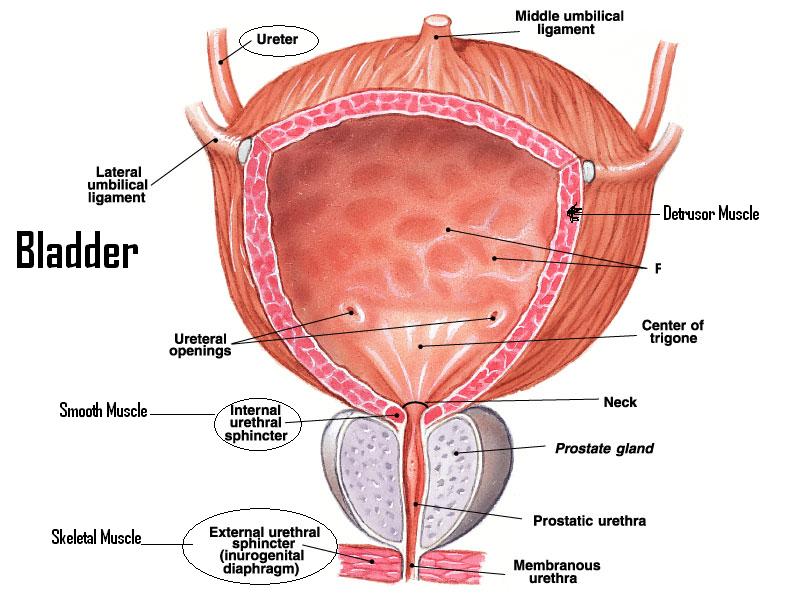 Middle umbilical
ligament
Ureter
Lateral
umbilical
ligament
Detrusor Muscle
Bladder
F
Ureteral
openings
Center of
trigone
Neck
Smooth Muscle
Internal
urethral
sphincter
Prostate gland
Prostatic urethra
Skeletal Muscle
External urethral
sphincter
(inurogenital
diaphragm)
Membranous
urethra